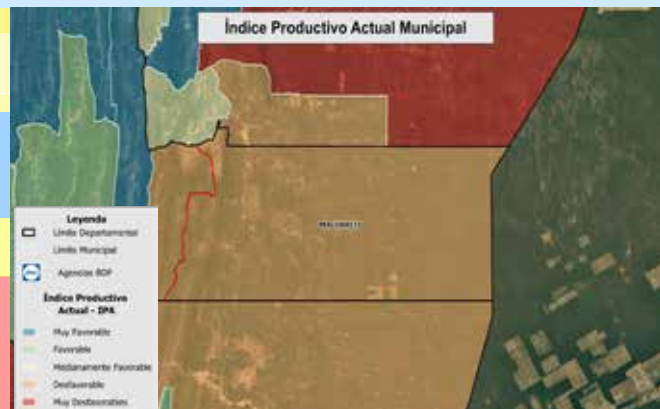 Índice Productivo Actual Municipal
Leyenda
Límite Departamental
Límite Municipal
Agencias BDP
Índice Productivo
Actual - IPA
Muy Favorable
Favorable
Medianamente Favorable
Desfavorable
Muy Desfavorable